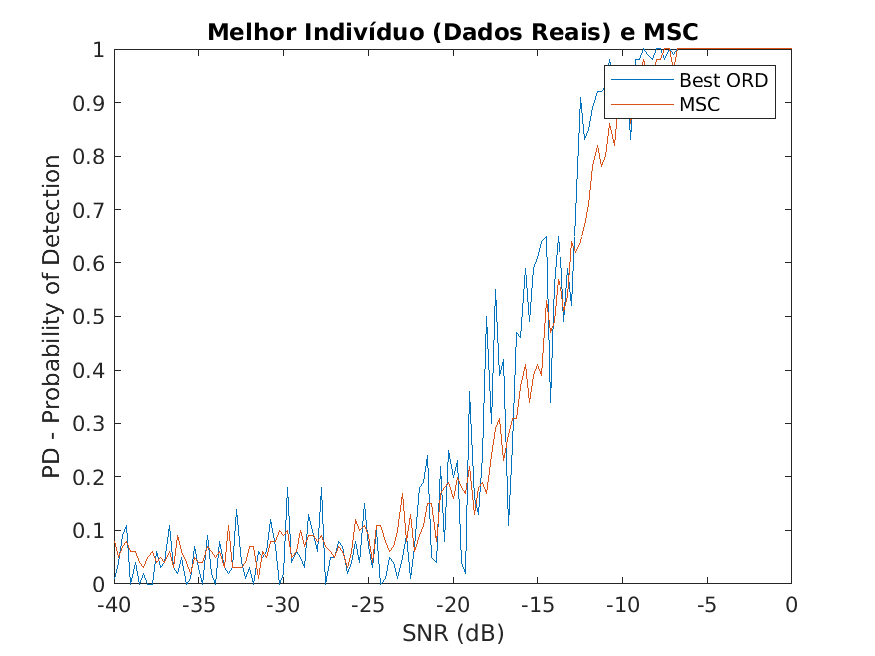 Melhor Indivíduo (Dados Reais) e MSC
1
0.9
0.8
0.7
0.6
0.5
0.4
0.3
0.2
0.1
0
PD - Probability of Detection
Best ORD
MSC
-40 -35 -30 -25 -20 -15 -10 -5 0
SNR (dB)